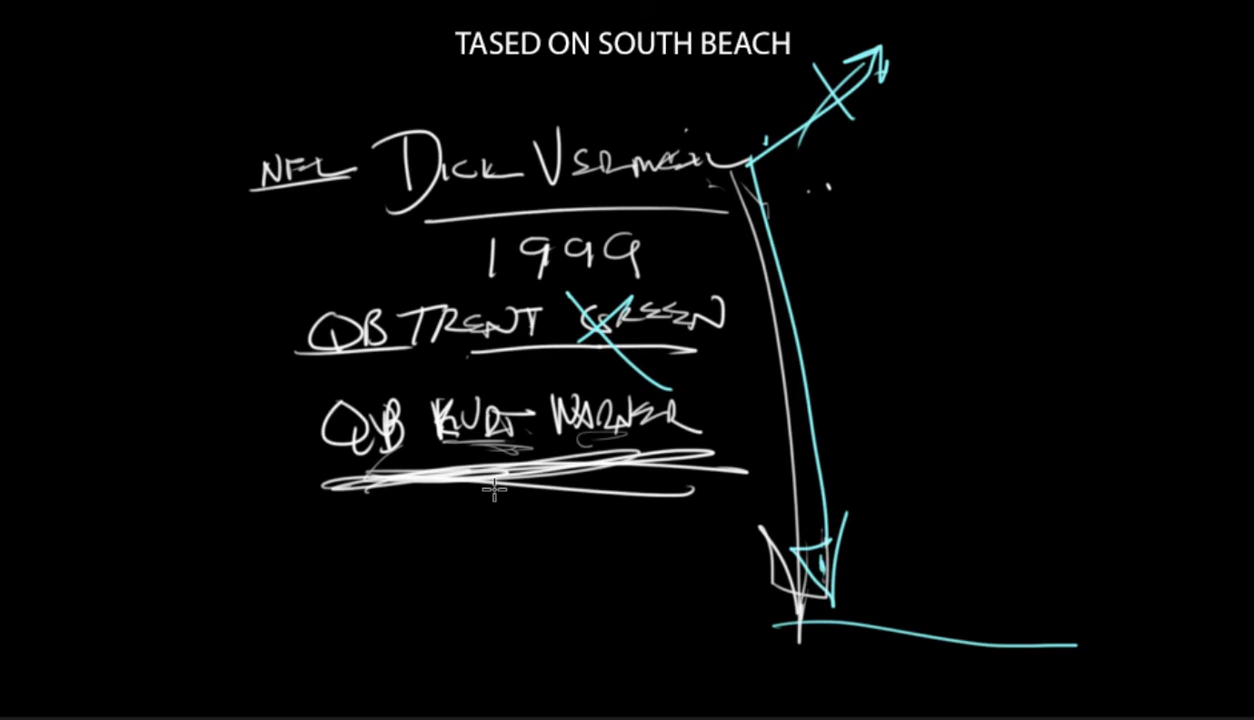 TASED ON SOUTH BEACH
NFL DICK VERMEIL
1999
QB TRENT GREEN
QB KURT WARNER